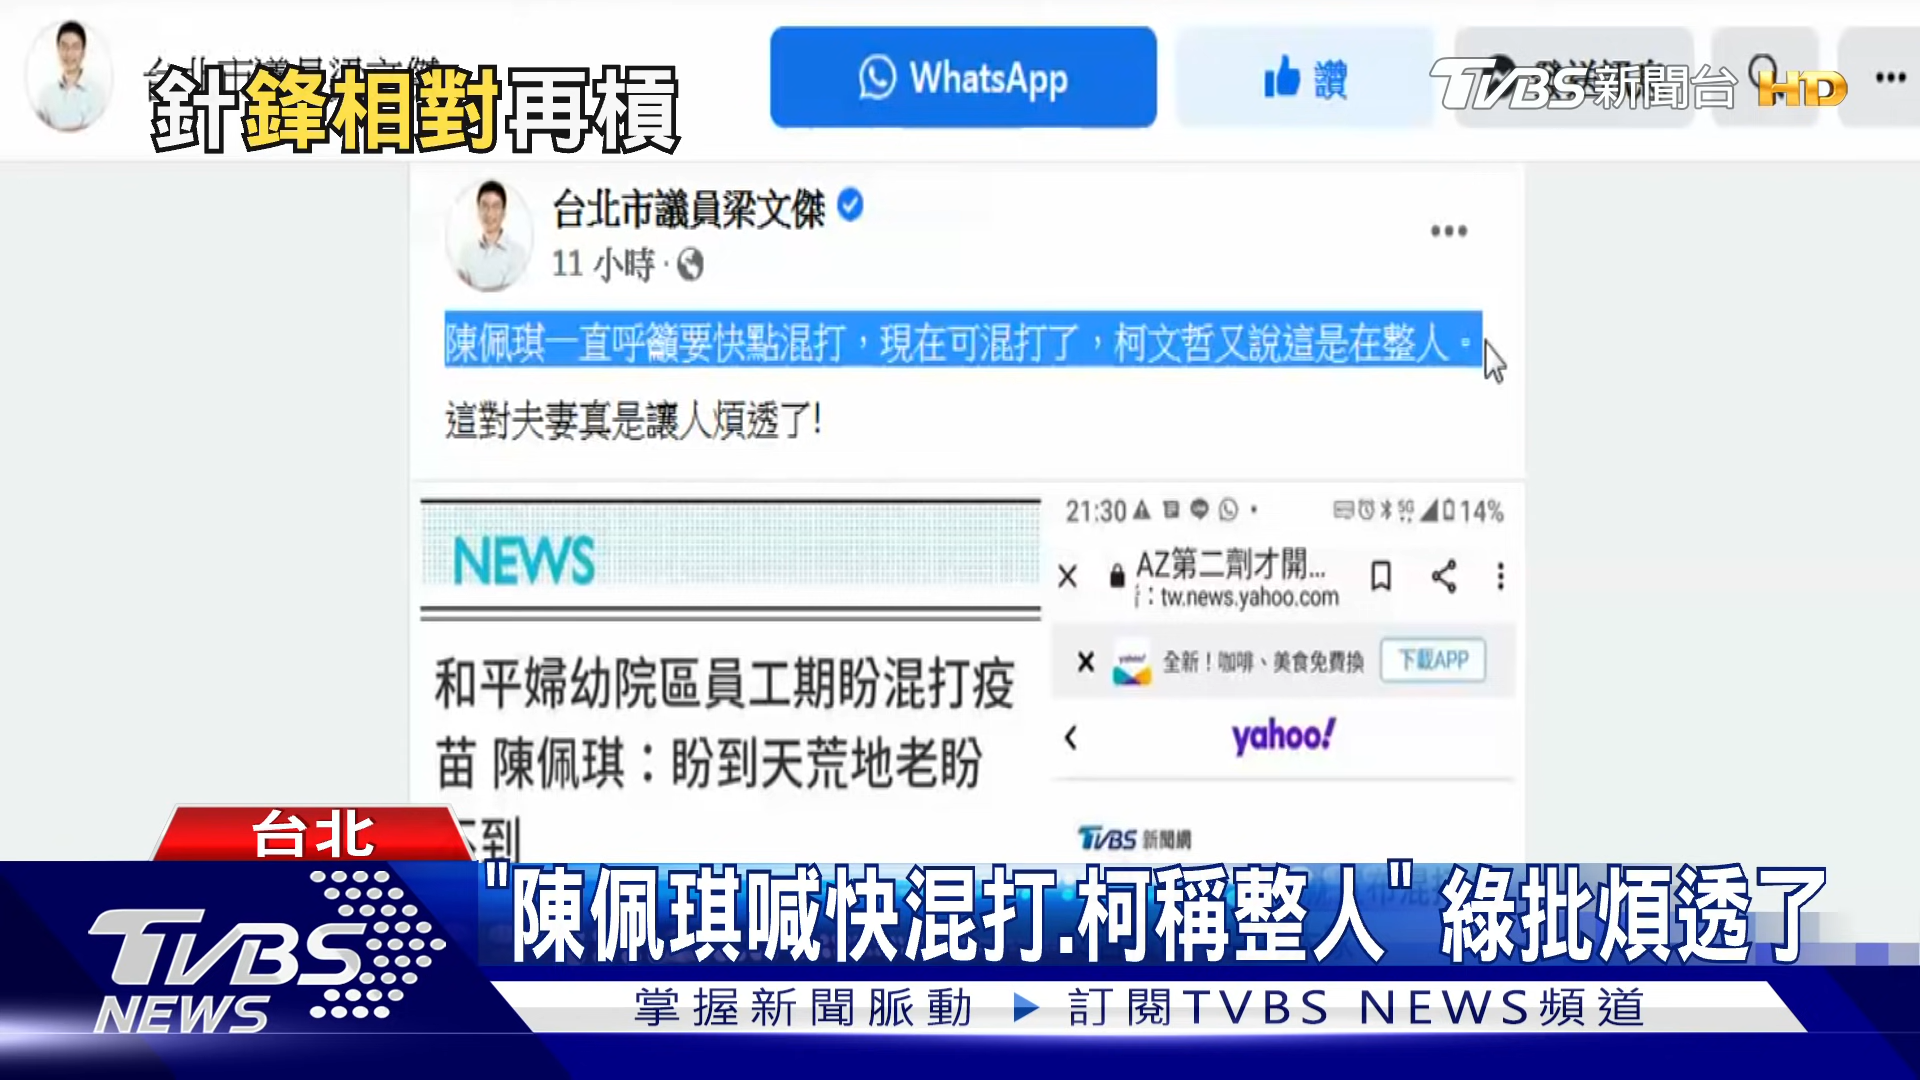 針鋒相對再槓
WhatsApp
讚
TVBS新聞台 HD
台北市議員梁文傑
11 小時
陳佩琪一直呼籲要快點混打，現在可混打了，柯文哲又說這是在整人。
這對夫妻真是讓人煩透了!
NEWS
和平婦幼院區員工期盼混打疫
苗 陳佩琪：盼到天荒地老盼
不到
21:30
5G 14%
AZ第二劑才開...
tw.news.yahoo.com
yahoo!
全新！咖啡、美食免費換
下載APP
yahoo!
TVBS 新聞網
台北
"陳佩琪喊快混打.柯稱整人" 綠批煩透了
TVBS
NEWS
掌握新聞脈動 ▶ 訂閱TVBS NEWS頻道